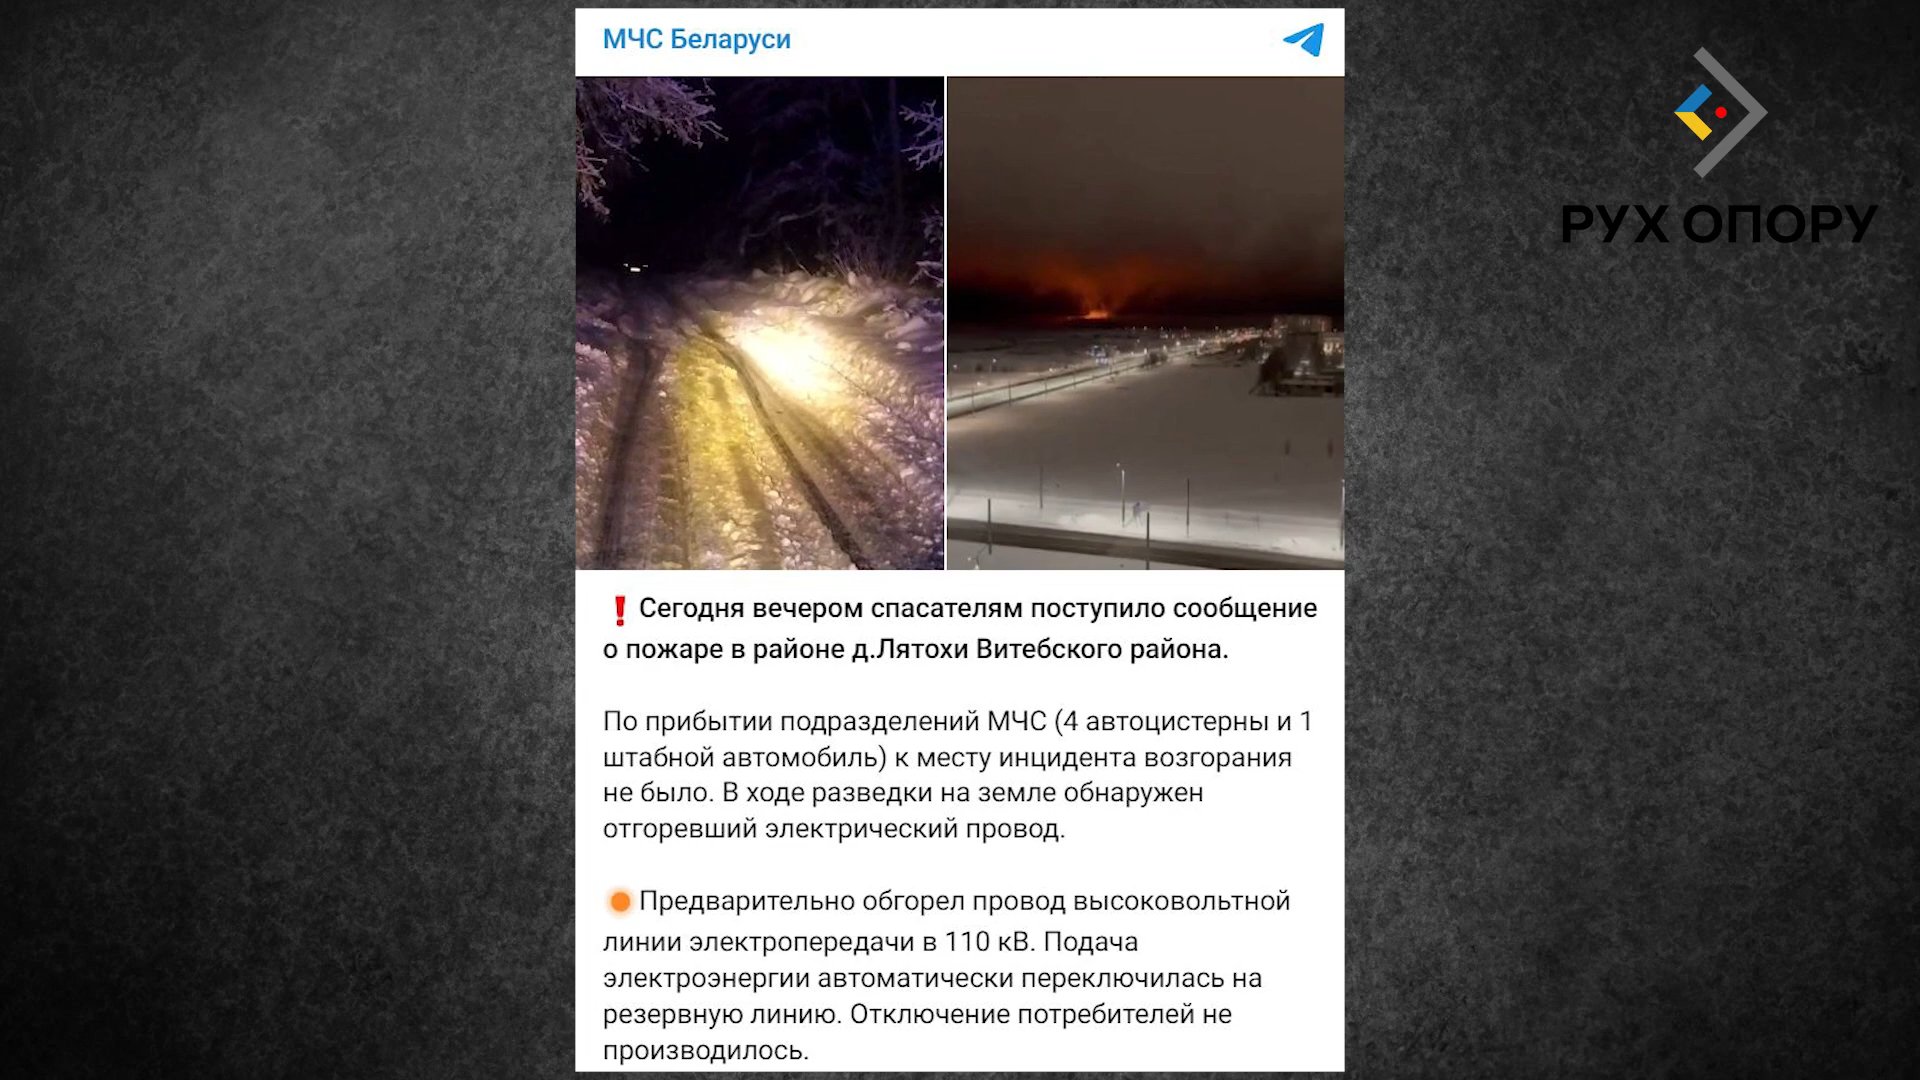 МЧС Беларуси
РУХ ОПОРУ
❗ Сегодня вечером спасателям поступило сообщение
о пожаре в районе д.Лятохи Витебского района.
По прибытии подразделений МЧС (4 автоцистерны и 1
штабной автомобиль) к месту инцидента возгорания
не было. В ходе разведки на земле обнаружен
отгоревший электрический провод.
Предварительно обгорел провод высоковольтной
линии электропередачи в 110 кВ. Подача
электроэнергии автоматически переключилась на
резервную линию. Отключение потребителей не
производилось.